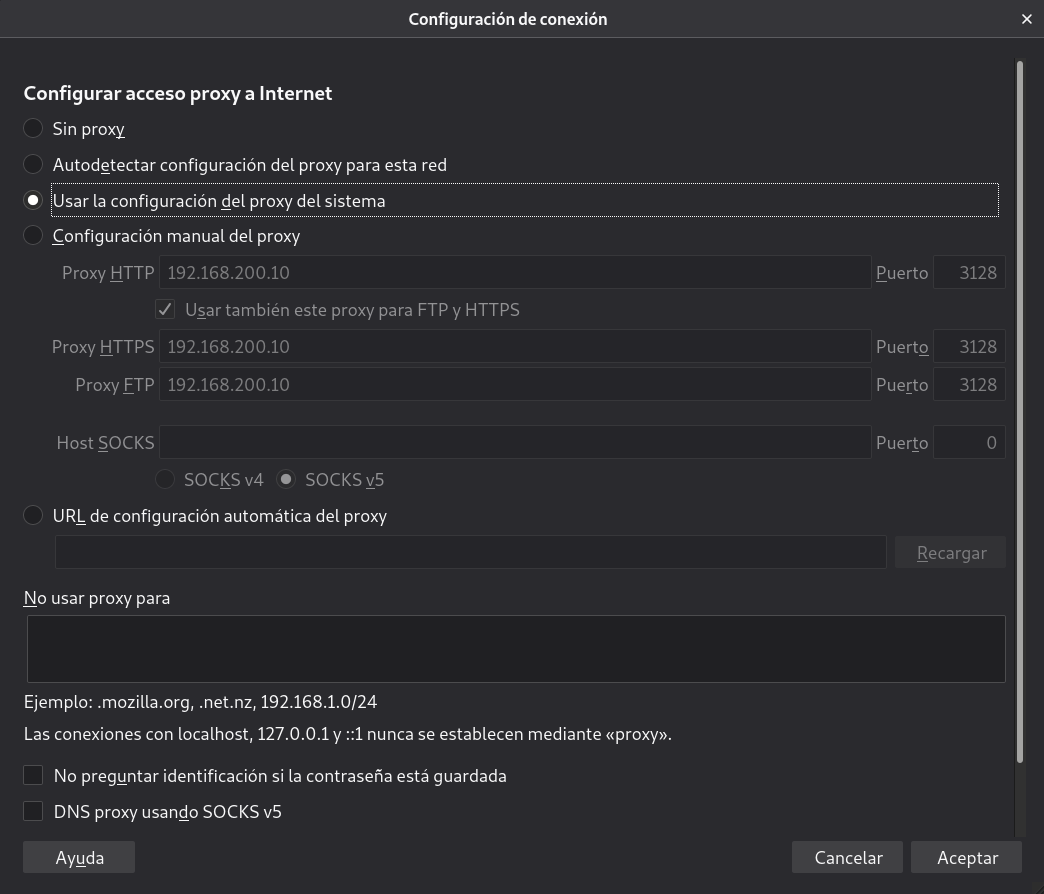 Configuración de conexión ×
Configurar acceso proxy a Internet
Sin proxy
Autodetectar configuración del proxy para esta red
Usar la configuración del proxy del sistema
Configuración manual del proxy
Proxy HTTP 192.168.200.10 Puerto 3128
Usar también este proxy para FTP y HTTPS
Proxy HTTPS 192.168.200.10 Puerto 3128
Proxy FTP 192.168.200.10 Puerto 3128
Host SOCKS Puerto 0
SOCKS v4 SOCKS v5
URL de configuración automática del proxy
Recargar
No usar proxy para
Ejemplo: .mozilla.org, .net.nz, 192.168.1.0/24
Las conexiones con localhost, 127.0.0.1 y ::1 nunca se establecen mediante «proxy».
No preguntar identificación si la contraseña está guardada
DNS proxy usando SOCKS v5
Ayuda Cancelar Aceptar